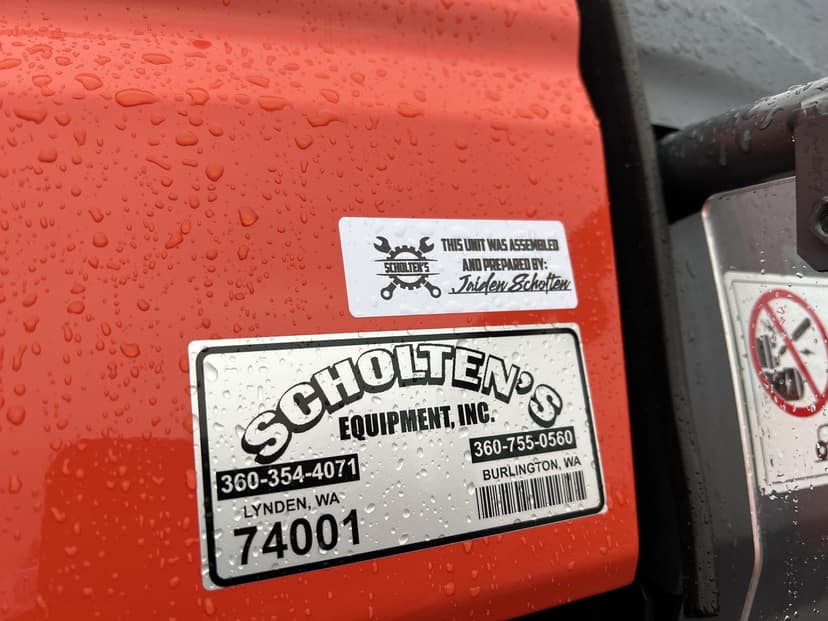 THIS UNIT WAS ASSEMBLED
AND PREPARED BY:
SCHOLTEN'S
Jaiden Scholten
SCHOLTEN'S
EQUIPMENT, INC.
360-354-4071
360-755-0560
LYNDEN, WA
BURLINGTON, WA
74001